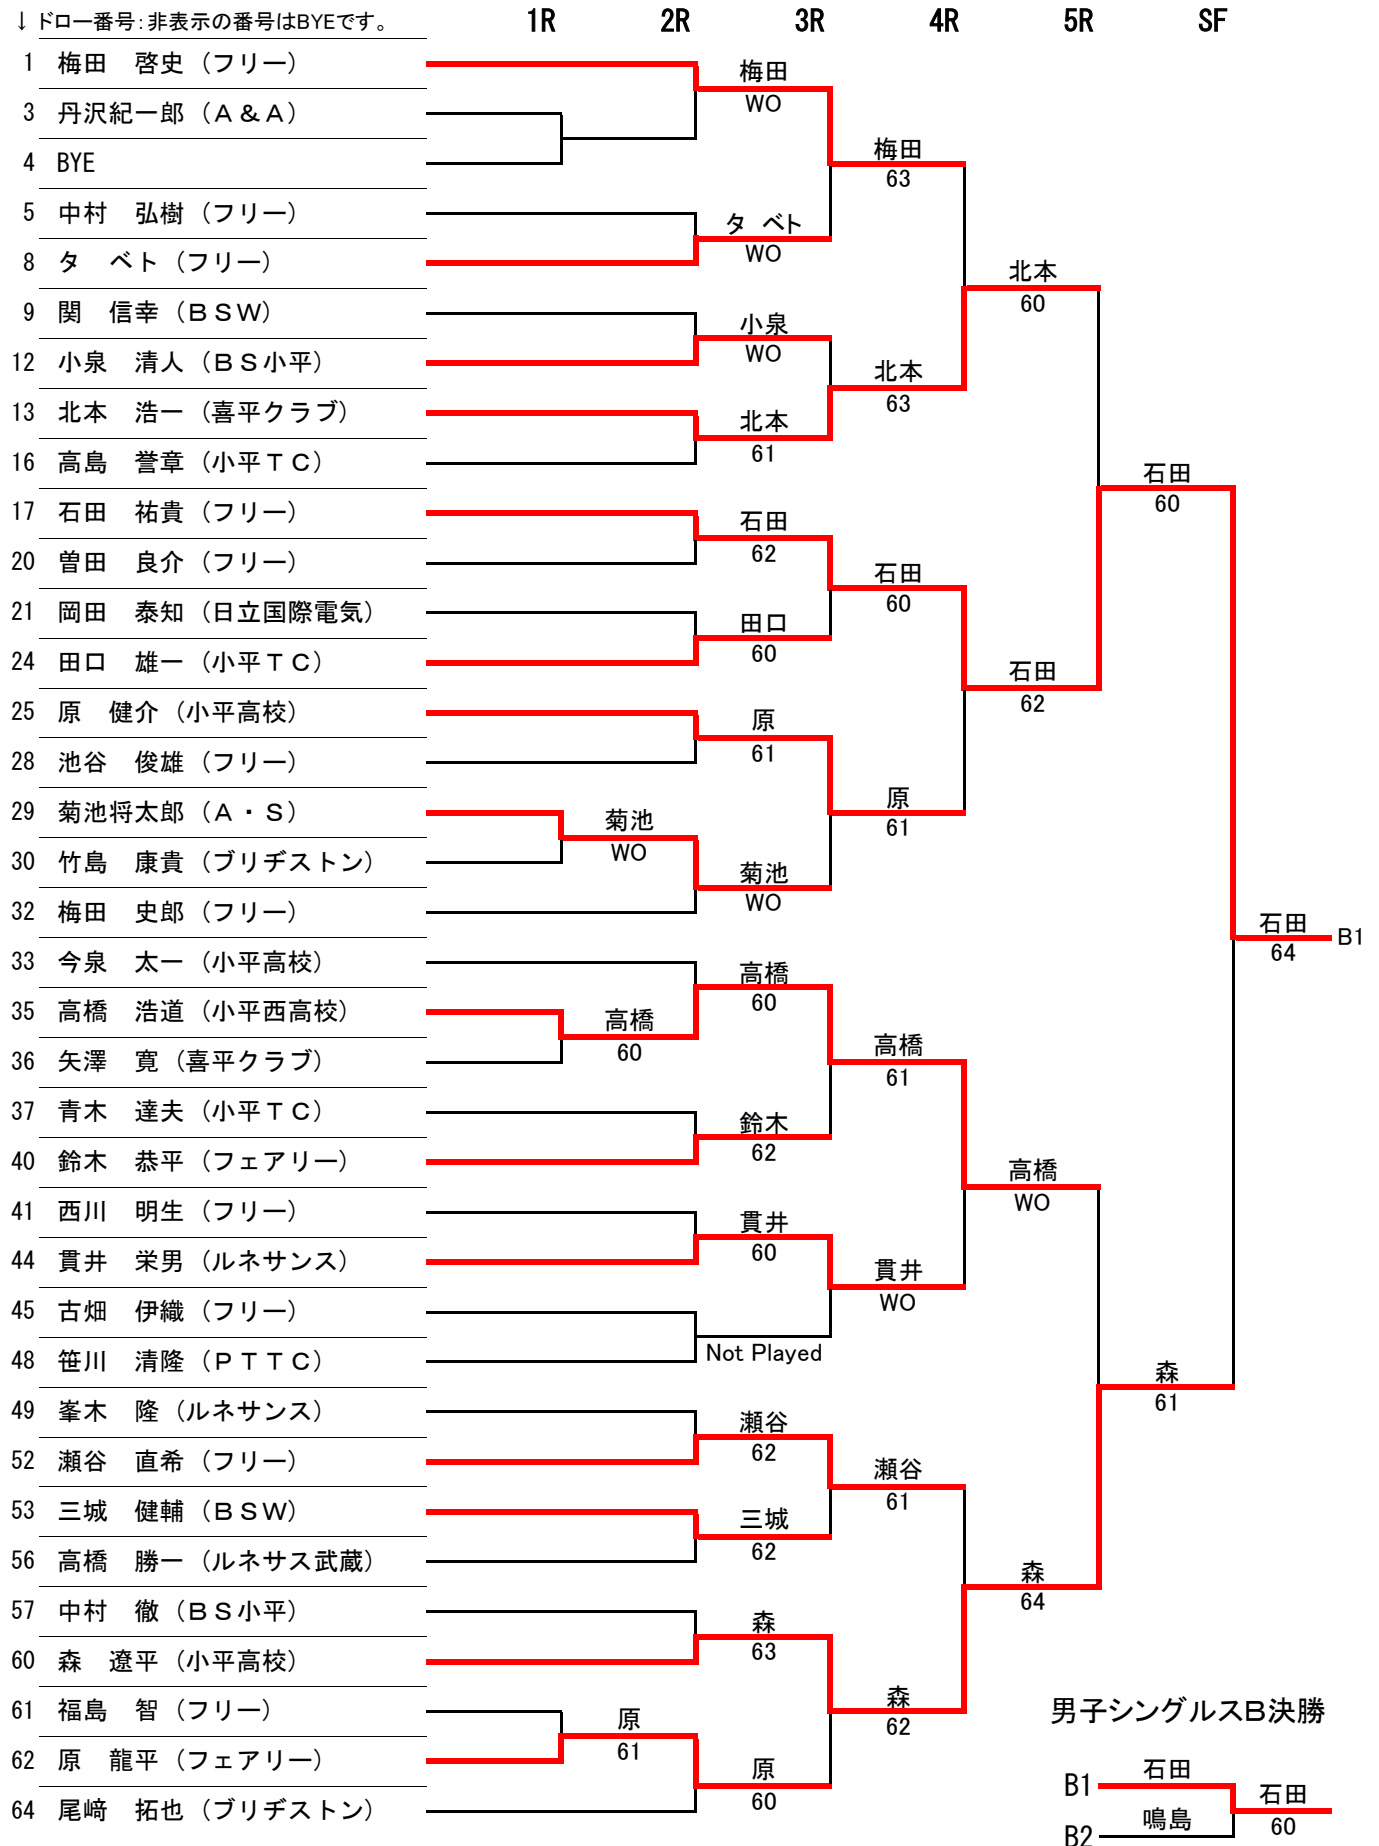 ↓ドロー番号:非表示の番号はBYEです。 1R 2R 3R 4R 5R SF
1 梅田 啓史(フリー)
梅田
WO
3 丹沢紀一郎(A&A)
梅田
63
4 BYE
5 中村 弘樹(フリー)
タ ベト
WO
8 タ ベト(フリー)
北本
60
9 関 信幸(BSW)
小泉
WO
12 小泉 清人(BS小平)
北本
63
13 北本 浩一(喜平クラブ)
北本
61
16 高島 誉章(小平TC)
石田
60
17 石田 祐貴(フリー)
石田
62
20 曽田 良介(フリー)
石田
60
21 岡田 泰知(日立国際電気)
田口
60
24 田口 雄一(小平TC)
石田
62
25 原 健介(小平高校)
原
61
28 池谷 俊雄(フリー)
原
61
29 菊池将太郎(A・S)
菊池
WO
30 竹島 康貴(ブリヂストン)
菊池
WO
32 梅田 史郎(フリー)
石田
64
B1
33 今泉 太一(小平高校)
高橋
60
35 高橋 浩道(小平西高校)
高橋
60
36 矢澤 寛(喜平クラブ)
高橋
61
37 青木 達夫(小平TC)
鈴木
62
40 鈴木 恭平(フェアリー)
高橋
WO
41 西川 明生(フリー)
貫井
60
44 貫井 栄男(ルネサンス)
貫井
WO
45 古畑 伊織(フリー)
Not Played
48 笹川 清隆(PTTC)
森
61
49 峯木 隆(ルネサンス)
瀬谷
62
52 瀬谷 直希(フリー)
瀬谷
61
53 三城 健輔(BSW)
三城
62
56 高橋 勝一(ルネサス武蔵)
森
64
57 中村 徹(BS小平)
森
63
60 森 遼平(小平高校)
森
62
61 福島 智(フリー)
原
61
62 原 龍平(フェアリー)
原
60
64 尾﨑 拓也(ブリヂストン)
男子シングルスB決勝
B1 石田
石田
60
B2 鳴島